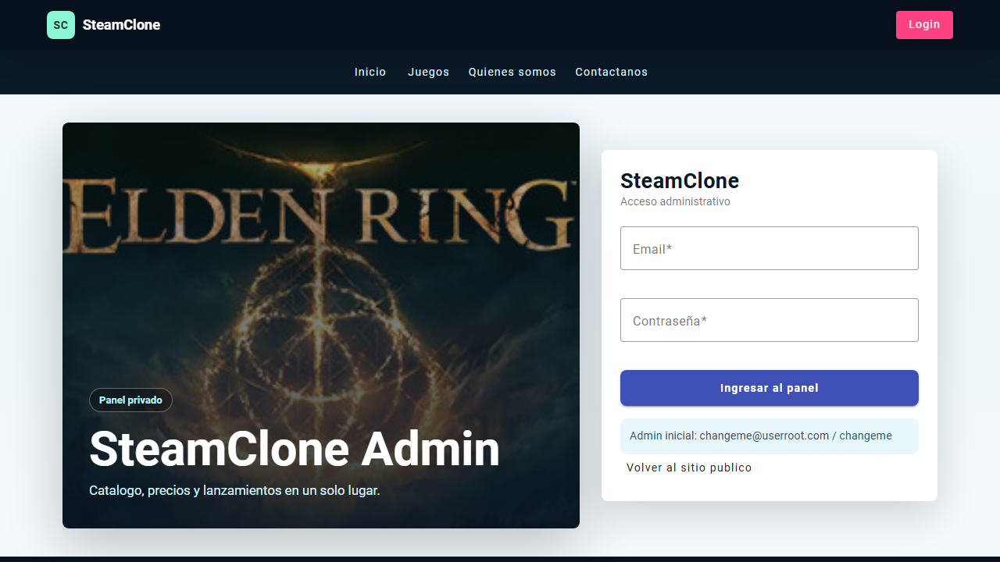 SC SteamClone
Login
Inicio Juegos Quienes somos Contactanos
ELDEN RING
Panel privado
SteamClone Admin
Catalogo, precios y lanzamientos en un solo lugar.
SteamClone
Acceso administrativo
Email*
Contraseña*
Ingresar al panel
Admin inicial: changeme@userroot.com / changeme
Volver al sitio publico